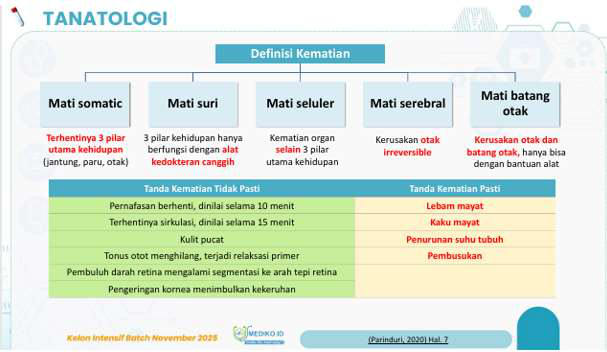 TANATOLOGI
Definisi Kematian
Mati somatic
Mati suri
Mati seluler
Mati serebral
Mati batang
otak
Terhentinya 3 pilar
utama kehidupan
(jantung, paru, otak)
3 pilar kehidupan hanya
berfungsi dengan alat
kedokteran canggih
Kematian organ
selain 3 pilar
utama kehidupan
Kerusakan otak
irreversible
Kerusakan otak dan
batang otak, hanya bisa
dengan bantuan alat
Tanda Kematian Tidak Pasti
Tanda Kematian Pasti
Pernafasan berhenti, dinilai selama 10 menit
Lebam mayat
Terhentinya sirkulasi, dinilai selama 15 menit
Kaku mayat
Kulit pucat
Penurunan suhu tubuh
Tonus otot menghilang, terjadi relaksasi primer
Pembusukan
Pembuluh darah retina mengalami segmentasi ke arah tepi retina
Pengeringan kornea menimbulkan kekeruhan
Kelon Intensif Batch November 2025
MEDIKO.ID
(Parinduri, 2020) Hal. 7